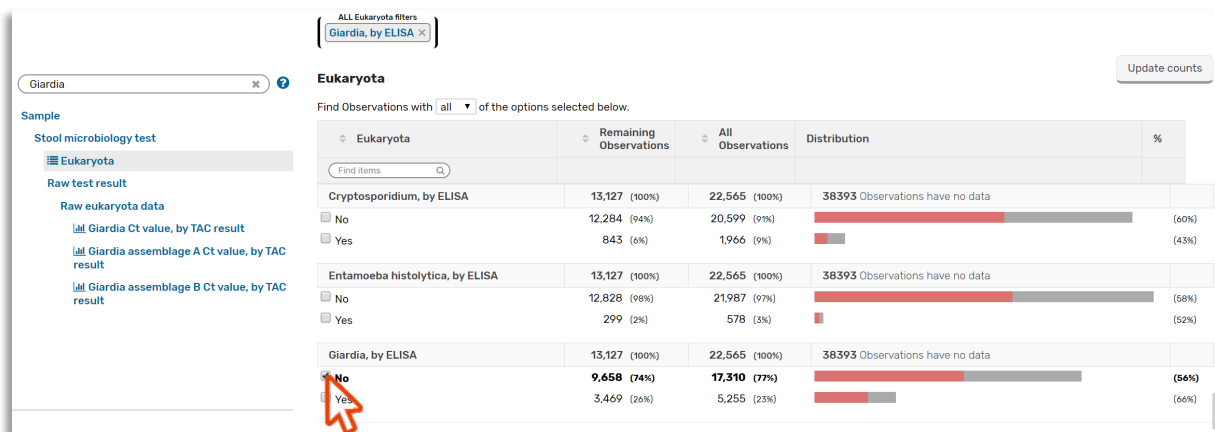 ALL Eukaryota filters
Giardia, by ELISA ×
Update counts
Giardia
Eukaryota
Find Observations with all of the options selected below.
Sample
Stool microbiology test
Eukaryota
Raw test result
Raw eukaryota data
Giardia Ct value, by TAC result
Giardia assemblage A Ct value, by TAC
result
Giardia assemblage B Ct value, by TAC
result
Eukaryota Remaining Observations All Observations Distribution %
Find items
Cryptosporidium, by ELISA 13,127 (100%) 22,565 (100%) 38393 Observations have no data
No 12,284 (94%) 20,599 (91%) (60%)
Yes 843 (6%) 1,966 (9%) (43%)
Entamoeba histolytica, by ELISA 13,127 (100%) 22,565 (100%) 38393 Observations have no data
No 12,828 (98%) 21,987 (97%) (58%)
Yes 299 (2%) 578 (3%) (52%)
Giardia, by ELISA 13,127 (100%) 22,565 (100%) 38393 Observations have no data
No 9,658 (74%) 17,310 (77%) (56%)
Yes 3,469 (26%) 5,255 (23%) (66%)